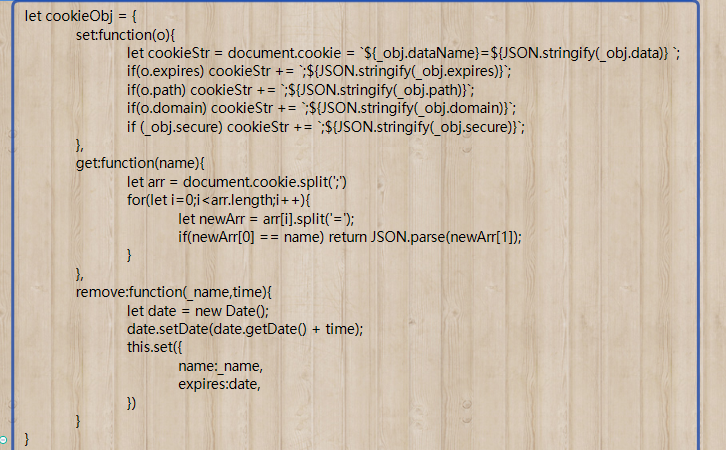 let cookieObj = {
set:function(o){
let cookieStr = document.cookie = `${_obj.dataName}=${JSON.stringify(_obj.data)} `;
if(o.expires) cookieStr += `;${JSON.stringify(_obj.expires)}`;
if(o.path) cookieStr += `;${JSON.stringify(_obj.path)}`;
if(o.domain) cookieStr += `;${JSON.stringify(_obj.domain)}`;
if (_obj.secure) cookieStr += `;${JSON.stringify(_obj.secure)}`;
},
get:function(name){
let arr = document.cookie.split(';')
for(let i=0;i<arr.length;i++){
let newArr = arr[i].split('=');
if(newArr[0] == name) return JSON.parse(newArr[1]);
}
},
remove:function(_name,time){
let date = new Date();
date.setDate(date.getDate() + time);
this.set({
name:_name,
expires:date,
})
}
}